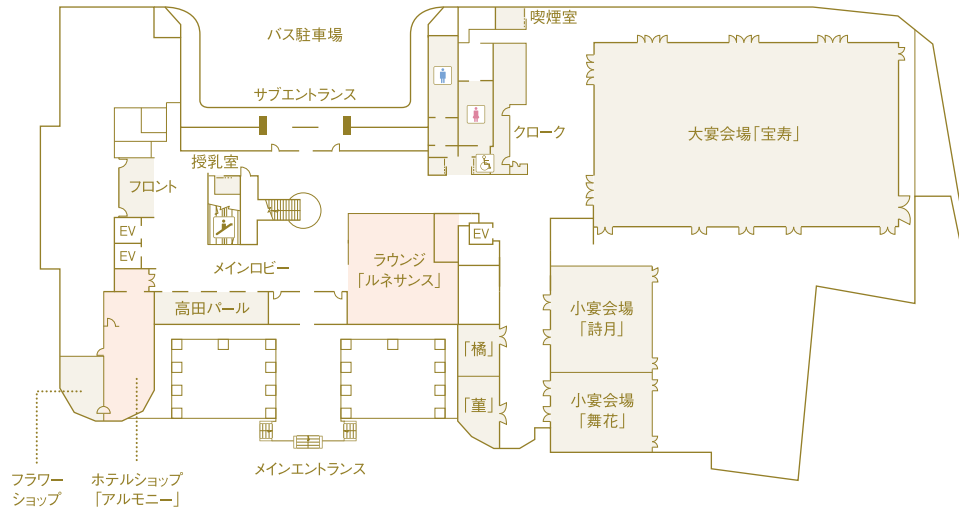 喫煙室
バス駐車場
サブエントランス
クローク
大宴会場「宝寿」
授乳室
フロント
EV
EV
EV
メインロビー
ラウンジ
「ルネサンス」
高田パール
小宴会場
「詩月」
「橘」
「菫」
小宴会場
「舞花」
メインエントランス
フラワー
ショップ
ホテルショップ
「アルモニー」